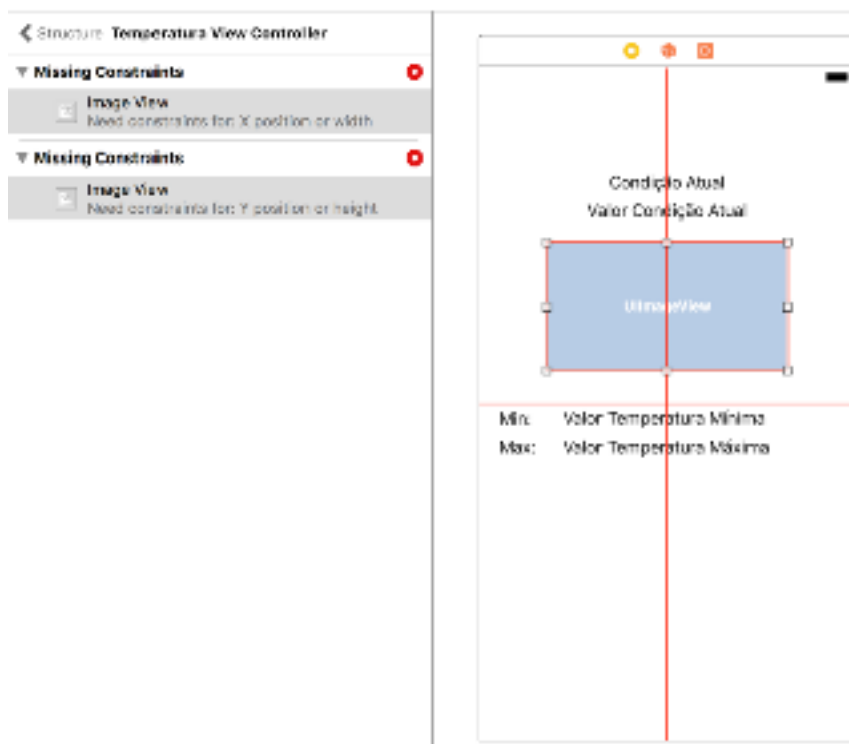 Structure Temperatura View Controller
Missing Constraints
Image View
Need constraints for: X position or width
Missing Constraints
Image View
Need constraints for: Y position or height
Condição Atual
Valor Condição Atual
UIImageView
Min: Valor Temperatura Mínima
Max: Valor Temperatura Máxima